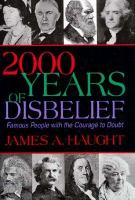 2000
YEARS
OF
DISBELIEF
Famous People with the Courage to Doubt
JAMES A. HAUGHT